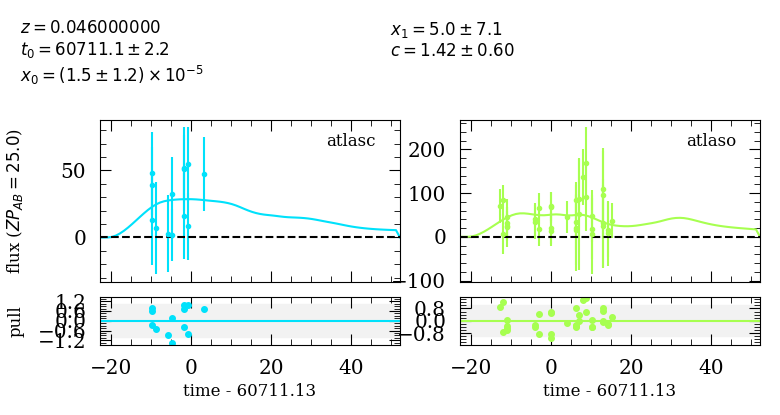 z = 0.046000000
t₀ = 60711.1 ± 2.2
x₀ = (1.5 ± 1.2) × 10⁻⁵
x₁ = 5.0 ± 7.1
c = 1.42 ± 0.60
atlasc
atlaso
flux (ZP_AB = 25.0)
50
0
200
100
0
−100
pull
1.2
0.6
0.0
−0.6
−1.2
0.8
0.0
−0.8
−20 0 20 40
−20 0 20 40
time - 60711.13
time - 60711.13